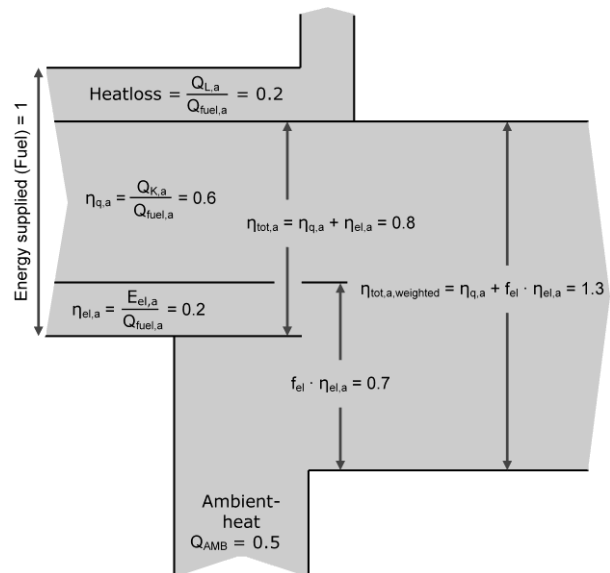 Energy supplied (Fuel) = 1
Heatloss = Q_L,a / Q_fuel,a = 0.2
η_q,a = Q_K,a / Q_fuel,a = 0.6
η_tot,a = η_q,a + η_el,a = 0.8
η_tot,a,weighted = η_q,a + f_el · η_el,a = 1.3
η_el,a = E_el,a / Q_fuel,a = 0.2
f_el · η_el,a = 0.7
Ambient-
heat
Q_AMB = 0.5